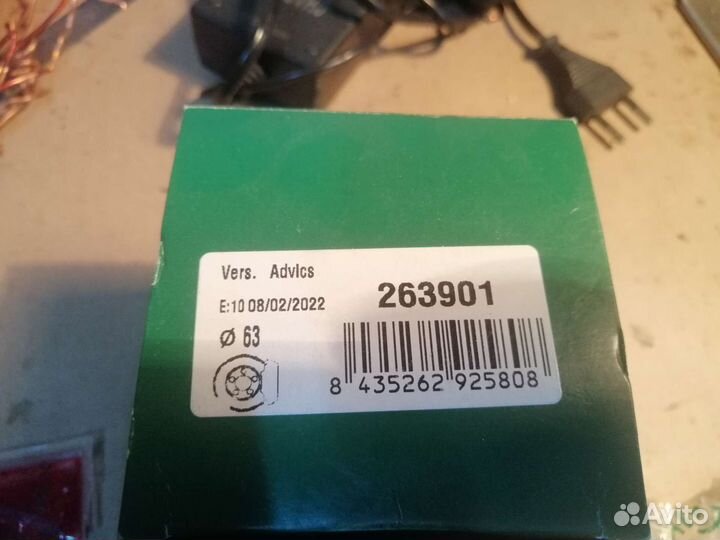 Vers. Advics
E:10 08/02/2022
263901
Ø 63
8 435262 925808
Avito